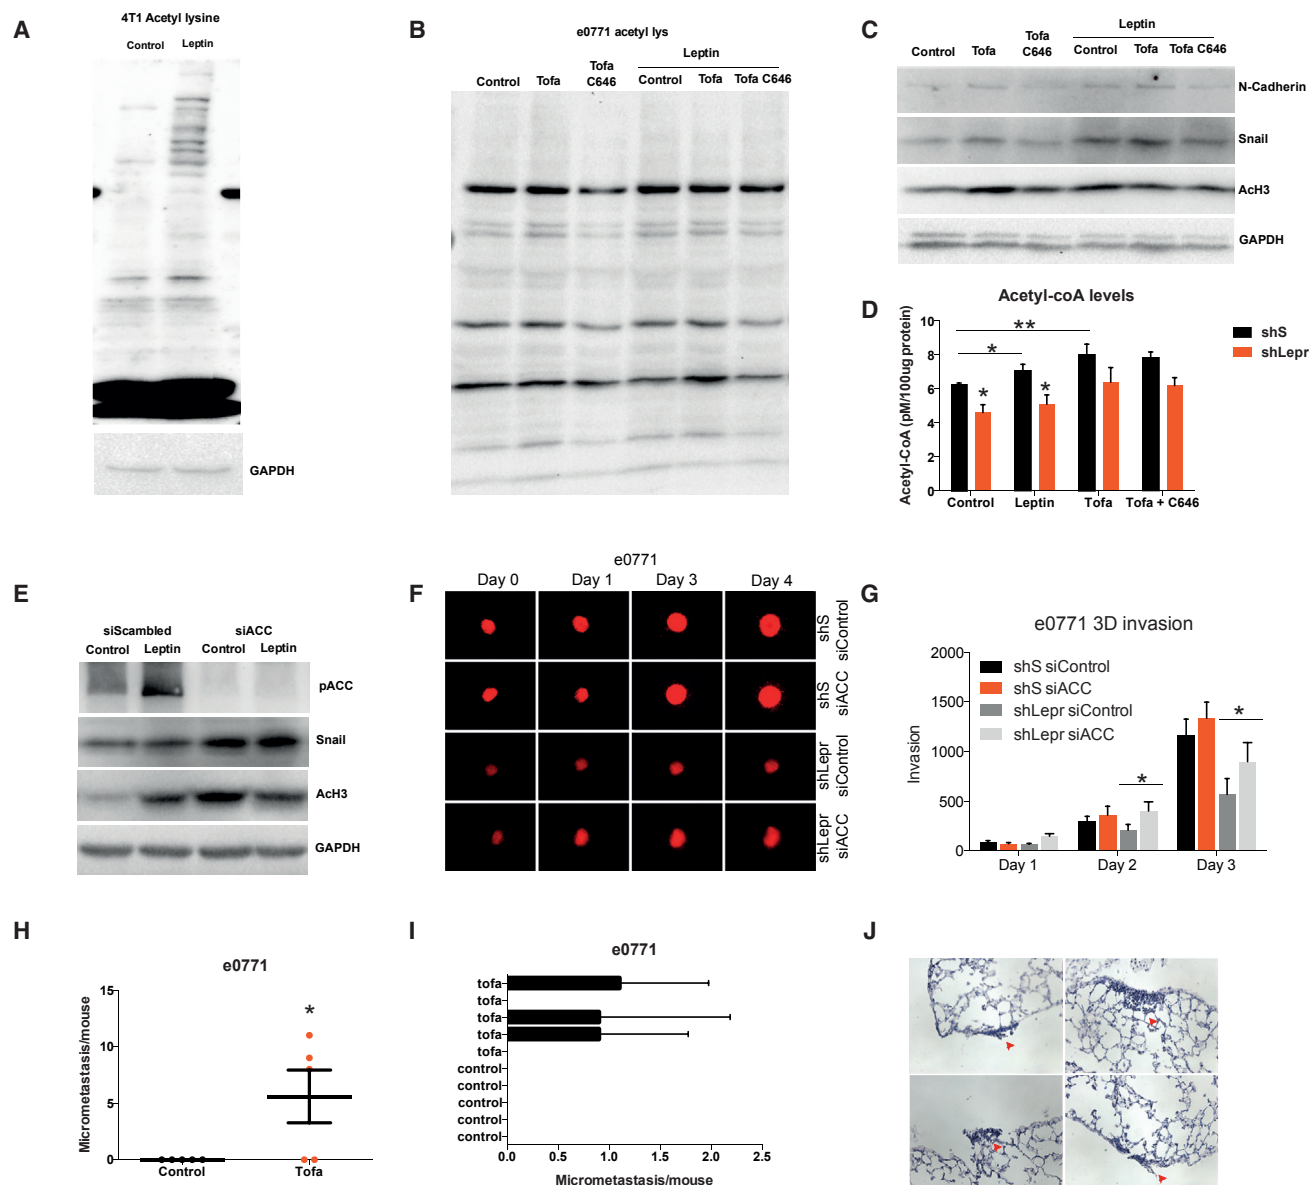 A
4T1 Acetyl lysine
Control
Leptin
GAPDH
B
e0771 acetyl lys
Leptin
Control
Tofa
Tofa
C646
Control
Tofa
Tofa C646
C
Leptin
Control
Tofa
Tofa
C646
Control
Tofa
Tofa C646
N-Cadherin
Snail
AcH3
GAPDH
D
Acetyl-coA levels
Acetyl-CoA (pM/100ug protein)
10
8
6
4
2
0
**
*
*
*
Control
Leptin
Tofa
Tofa + C646
shS
shLepr
E
siScambled
siACC
Control
Leptin
Control
Leptin
pACC
Snail
AcH3
GAPDH
F
e0771
Day 0
Day 1
Day 3
Day 4
shS
siControl
shS
siACC
shLepr
siControl
shLepr
siACC
G
e0771 3D invasion
Invasion
2000
1500
1000
500
0
shS siControl
shS siACC
shLepr siControl
shLepr siACC
*
*
Day 1
Day 2
Day 3
H
e0771
Micrometastasis/mouse
15
10
5
0
*
Control
Tofa
I
e0771
tofa
tofa
tofa
tofa
tofa
control
control
control
control
control
0.0
0.5
1.0
1.5
2.0
2.5
Micrometastasis/mouse
J